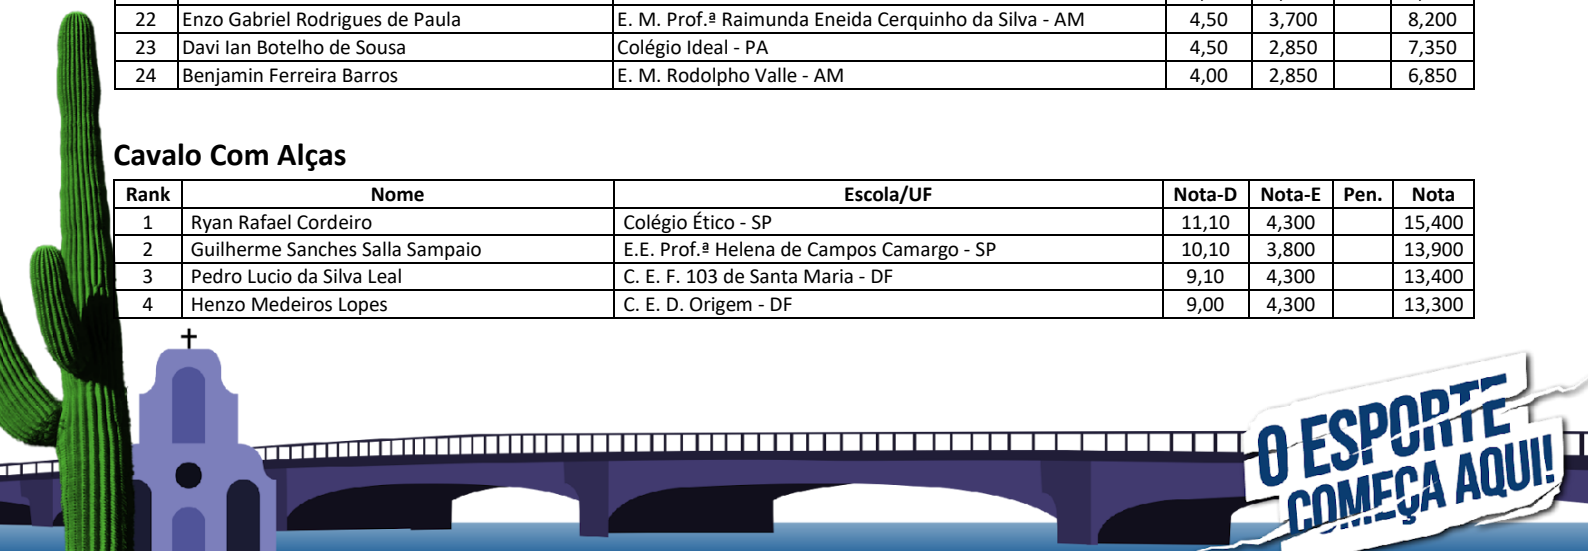 22 Enzo Gabriel Rodrigues de Paula E. M. Prof.ª Raimunda Eneida Cerquinho da Silva - AM 4,50 3,700 8,200
23 Davi Ian Botelho de Sousa Colégio Ideal - PA 4,50 2,850 7,350
24 Benjamin Ferreira Barros E. M. Rodolpho Valle - AM 4,00 2,850 6,850
Cavalo Com Alças
Rank Nome Escola/UF Nota-D Nota-E Pen. Nota
1 Ryan Rafael Cordeiro Colégio Ético - SP 11,10 4,300 15,400
2 Guilherme Sanches Salla Sampaio E.E. Prof.ª Helena de Campos Camargo - SP 10,10 3,800 13,900
3 Pedro Lucio da Silva Leal C. E. F. 103 de Santa Maria - DF 9,10 4,300 13,400
4 Henzo Medeiros Lopes C. E. D. Origem - DF 9,00 4,300 13,300
O ESPORTE
COMEÇA AQUI!